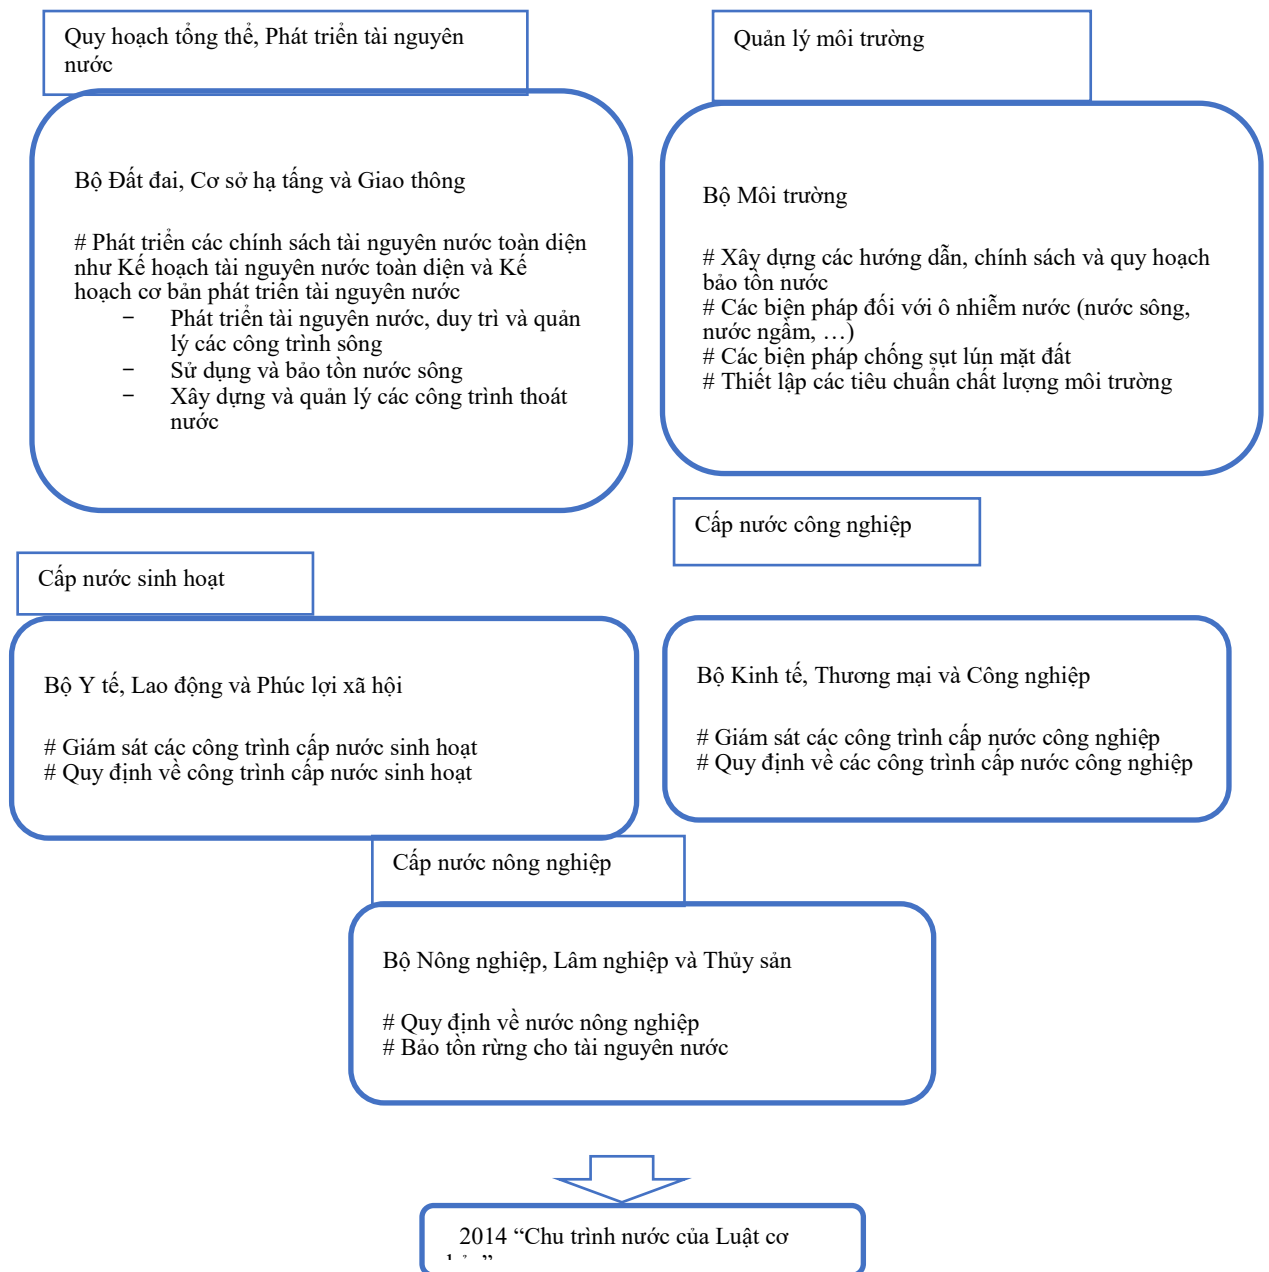 Quy hoạch tổng thể, Phát triển tài nguyên
nước
Bộ Đất đai, Cơ sở hạ tầng và Giao thông
# Phát triển các chính sách tài nguyên nước toàn diện
như Kế hoạch tài nguyên nước toàn diện và Kế
hoạch cơ bản phát triển tài nguyên nước
− Phát triển tài nguyên nước, duy trì và quản
lý các công trình sông
− Sử dụng và bảo tồn nước sông
− Xây dựng và quản lý các công trình thoát
nước
Quản lý môi trường
Bộ Môi trường
# Xây dựng các hướng dẫn, chính sách và quy hoạch
bảo tồn nước
# Các biện pháp đối với ô nhiễm nước (nước sông,
nước ngầm, …)
# Các biện pháp chống sụt lún mặt đất
# Thiết lập các tiêu chuẩn chất lượng môi trường
Cấp nước sinh hoạt
Bộ Y tế, Lao động và Phúc lợi xã hội
# Giám sát các công trình cấp nước sinh hoạt
# Quy định về công trình cấp nước sinh hoạt
Cấp nước công nghiệp
Bộ Kinh tế, Thương mại và Công nghiệp
# Giám sát các công trình cấp nước công nghiệp
# Quy định về các công trình cấp nước công nghiệp
Cấp nước nông nghiệp
Bộ Nông nghiệp, Lâm nghiệp và Thủy sản
# Quy định về nước nông nghiệp
# Bảo tồn rừng cho tài nguyên nước
2014 “Chu trình nước của Luật cơ